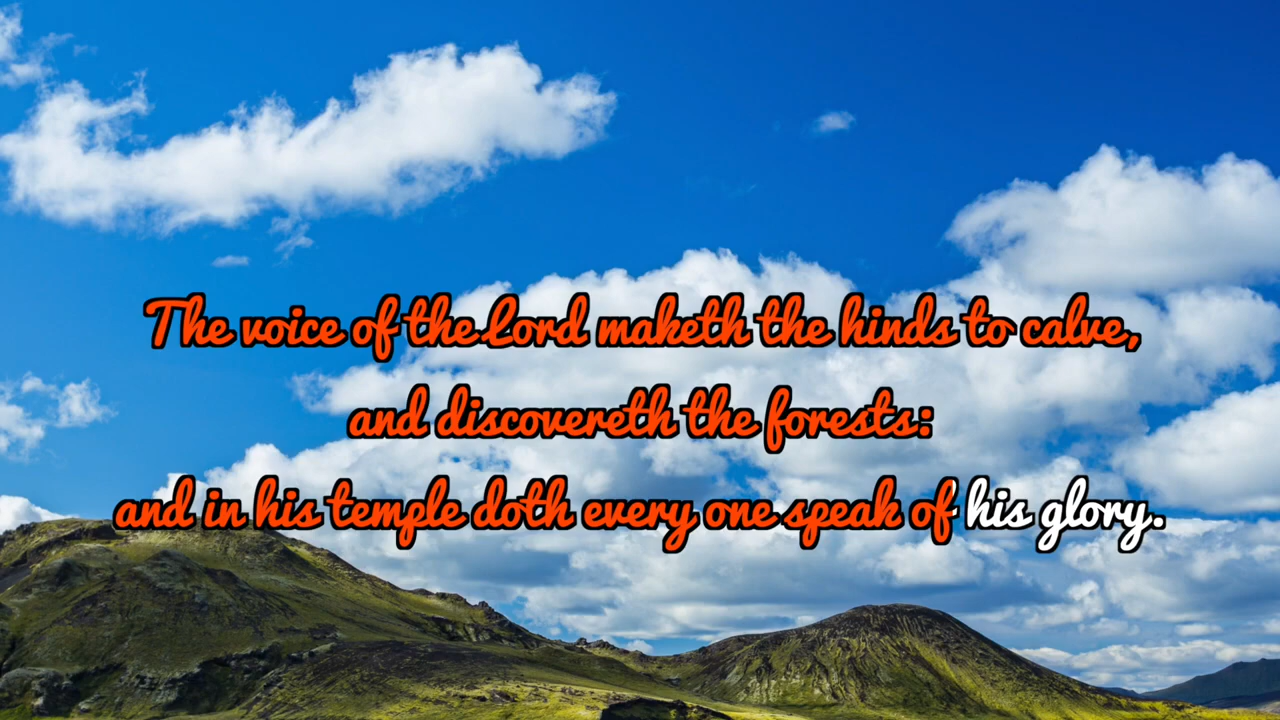 The voice of the Lord maketh the hinds to calve,
and discovereth the forests:
and in his temple doth every one speak of his glory.